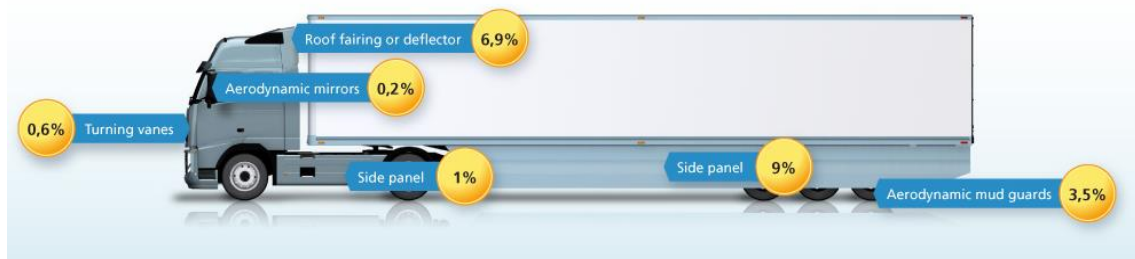 Roof fairing or deflector 6,9%
Aerodynamic mirrors 0,2%
0,6% Turning vanes
Side panel 1%
Side panel 9%
Aerodynamic mud guards 3,5%